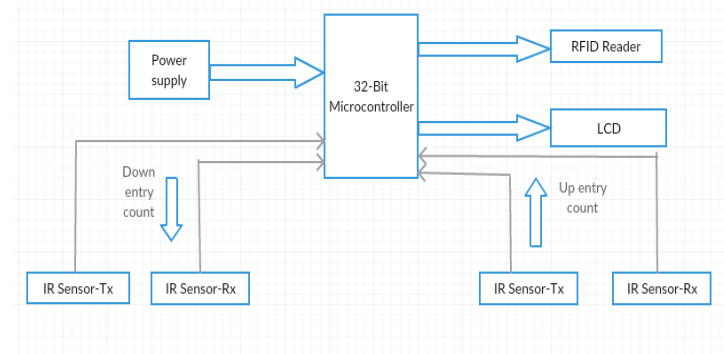 Power
supply
32-Bit
Microcontroller
RFID Reader
LCD
Down
entry
count
Up entry
count
IR Sensor-Tx
IR Sensor-Rx
IR Sensor-Tx
IR Sensor-Rx